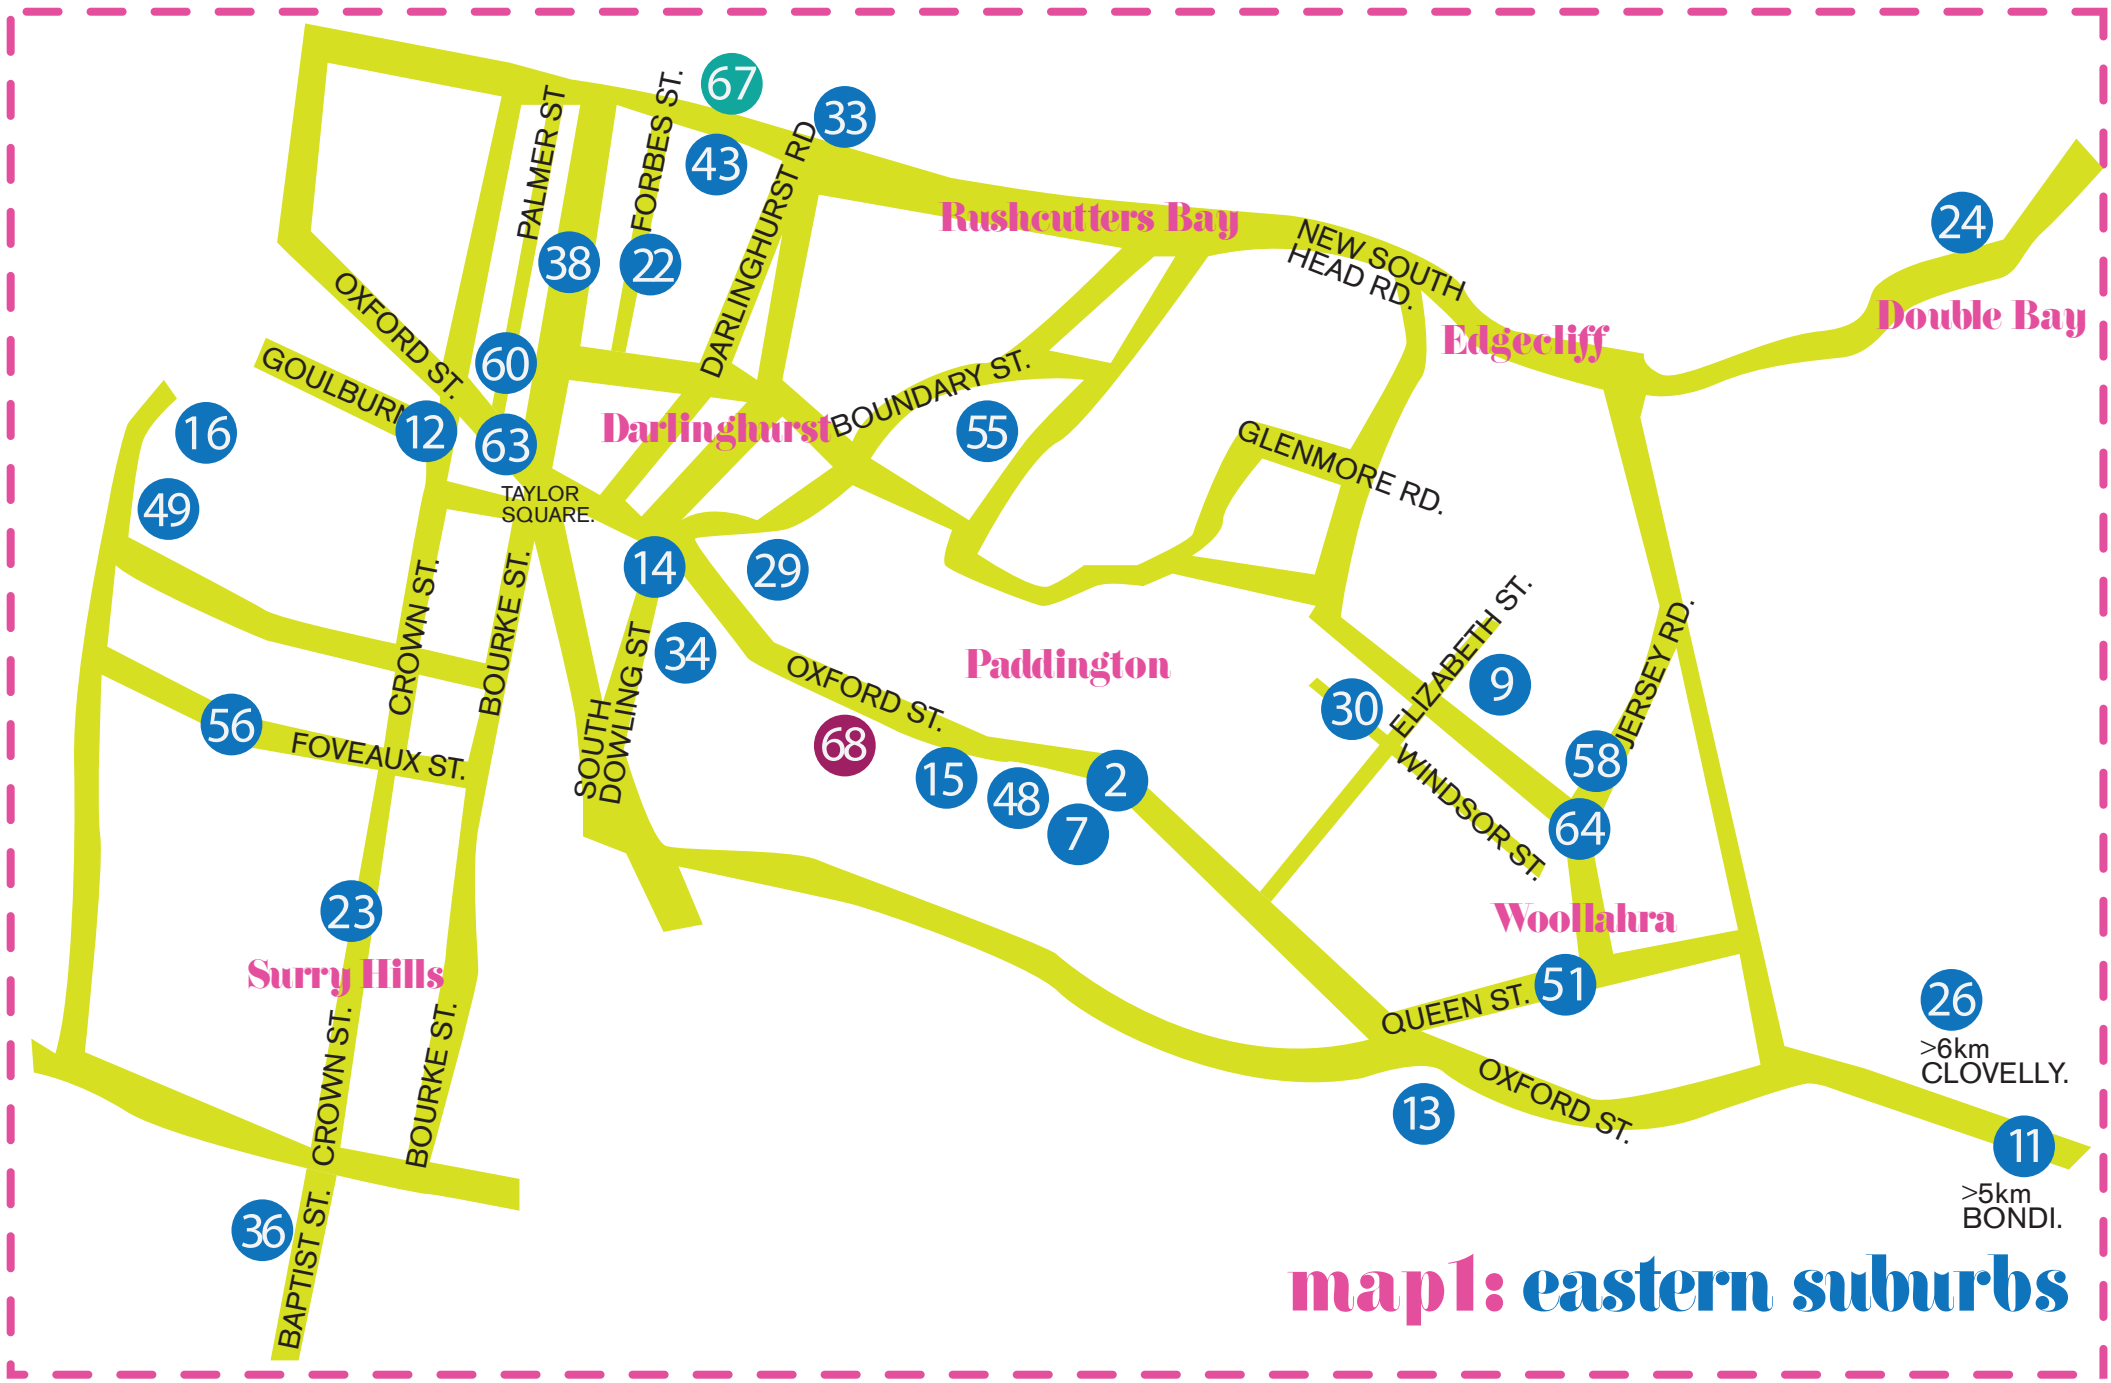 67
33
43
PALMER ST
FORBES ST.
DARLINGHURST RD
24
Rushcutters Bay
NEW SOUTH
HEAD RD.
38
22
Double Bay
Edgecliff
OXFORD ST.
GOULBURN
60
BOUNDARY ST.
16
12
63
Darlinghurst
55
GLENMORE RD.
49
TAYLOR
SQUARE.
14
29
CROWN ST.
BOURKE ST.
34
SOUTH
DOWLING ST
OXFORD ST.
Paddington
ELIZABETH ST.
9
JERSEY RD.
56
FOVEAUX ST.
68
30
15
48
2
7
58
64
WINDSOR ST.
23
Woollahra
Surry Hills
51
QUEEN ST.
26
>6km
CLOVELLY.
CROWN ST.
BOURKE ST.
13
OXFORD ST.
11
>5km
BONDI.
36
BAPTIST ST.
map1: eastern suburbs